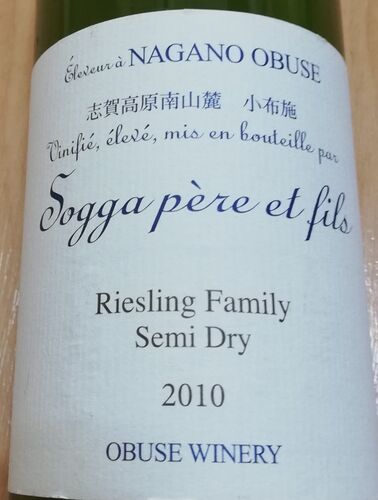 Éleveur à NAGANO OBUSE
志賀高原南山麓　小布施
Vinifié, élevé, mis en bouteille par
Sogga père et fils
Riesling Family
Semi Dry
2010
OBUSE WINERY